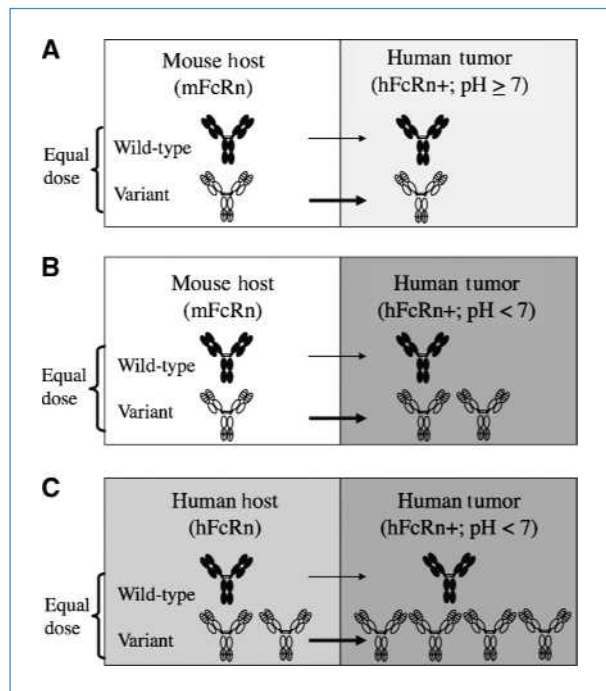 A
Mouse host
(mFcRn)
Human tumor
(hFcRn+; pH ≥ 7)
Equal
dose
Wild-type
Variant
B
Mouse host
(mFcRn)
Human tumor
(hFcRn+; pH < 7)
Equal
dose
Wild-type
Variant
C
Human host
(hFcRn)
Human tumor
(hFcRn+; pH < 7)
Equal
dose
Wild-type
Variant